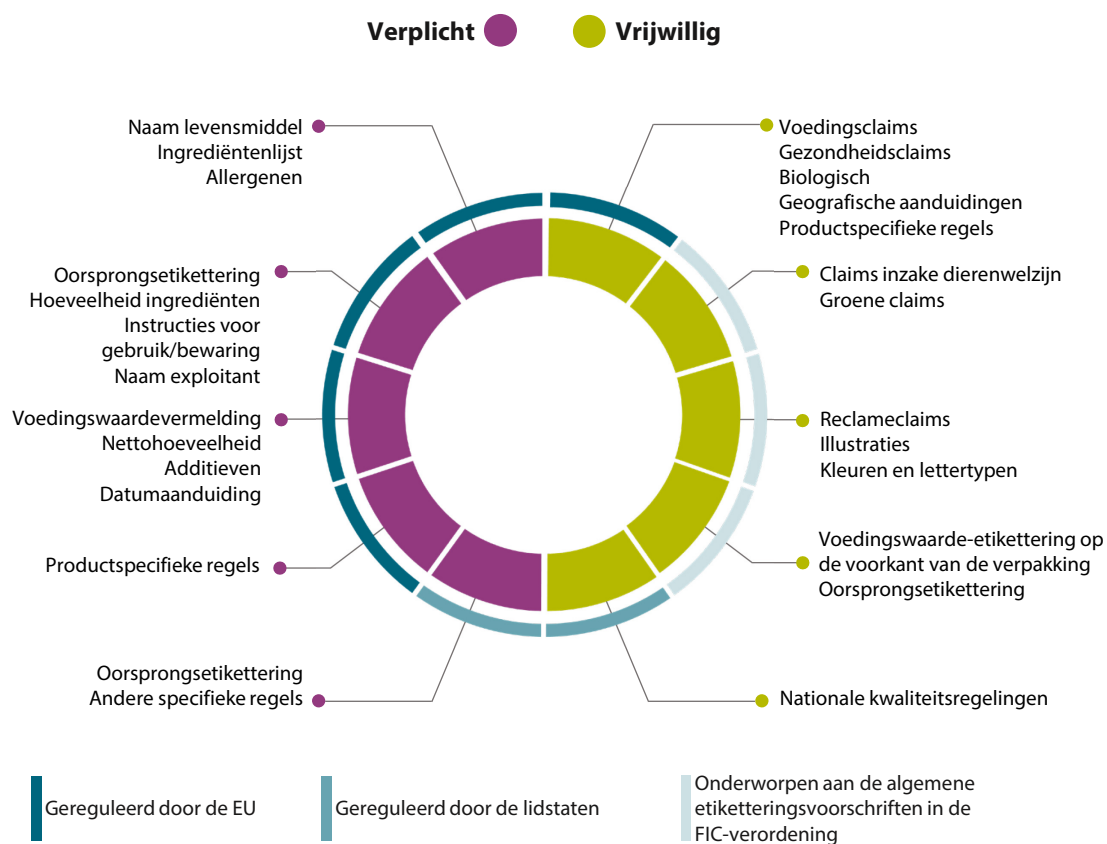 Verplicht
Vrijwillig
Naam levensmiddel
Ingrediëntenlijst
Allergenen
Oorsprongsetikettering
Hoeveelheid ingrediënten
Instructies voor
gebruik/bewaring
Naam exploitant
Voedingswaardevermelding
Nettohoeveelheid
Additieven
Datumaanduiding
Productspecifieke regels
Oorsprongsetikettering
Andere specifieke regels
Voedingsclaims
Gezondheidsclaims
Biologisch
Geografische aanduidingen
Productspecifieke regels
Claims inzake dierenwelzijn
Groene claims
Reclameclaims
Illustraties
Kleuren en lettertypen
Voedingswaarde-etikettering op
de voorkant van de verpakking
Oorsprongsetikettering
Nationale kwaliteitsregelingen
Gereguleerd door de EU
Gereguleerd door de lidstaten
Onderworpen aan de algemene
etiketteringsvoorschriften in de
FIC-verordening